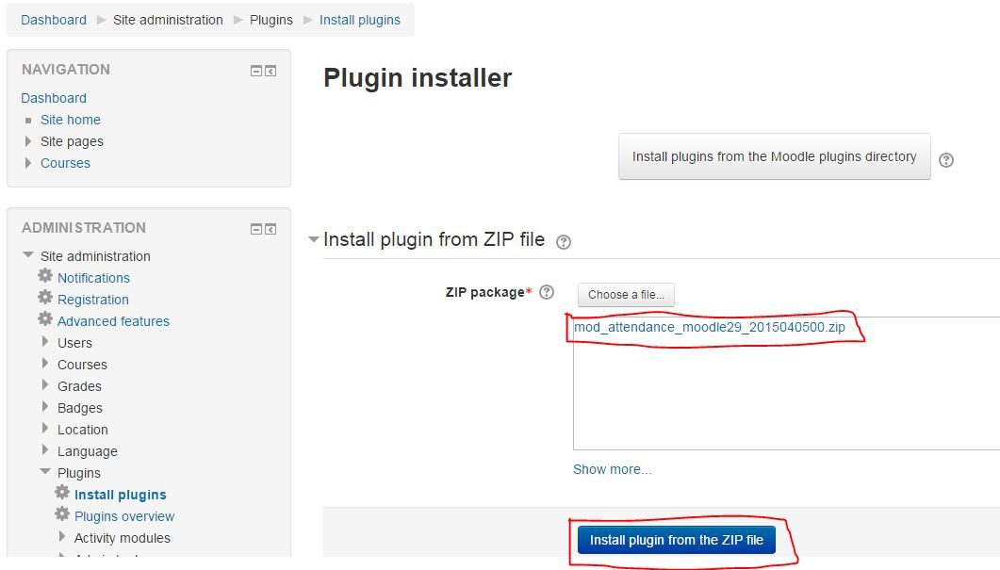 Dashboard Site administration Plugins Install plugins
NAVIGATION
Dashboard
Site home
Site pages
Courses
ADMINISTRATION
Site administration
Notifications
Registration
Advanced features
Users
Courses
Grades
Badges
Location
Language
Plugins
Install plugins
Plugins overview
Activity modules
Plugin installer
Install plugins from the Moodle plugins directory
Install plugin from ZIP file
ZIP package* Choose a file...
mod_attendance_moodle29_2015040500.zip
Show more...
Install plugin from the ZIP file